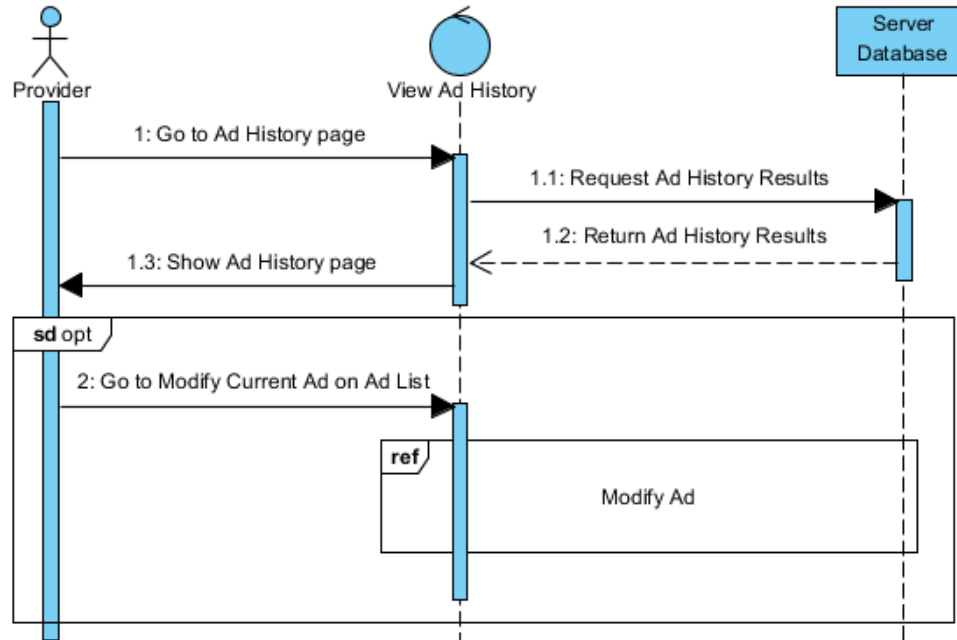 Provider
View Ad History
Server
Database
1: Go to Ad History page
1.1: Request Ad History Results
1.2: Return Ad History Results
1.3: Show Ad History page
sd opt
2: Go to Modify Current Ad on Ad List
ref
Modify Ad